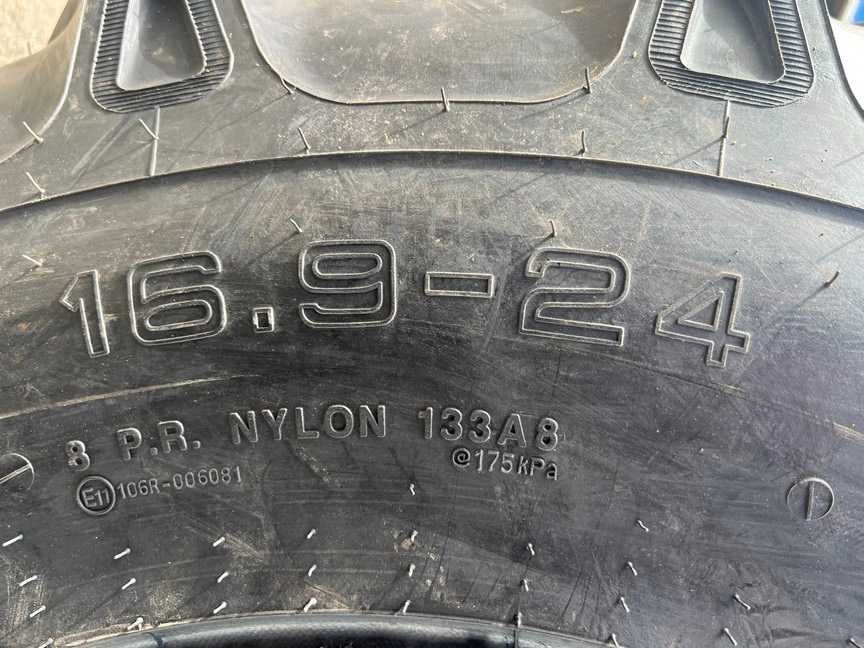 16.9-24
8 P.R. NYLON 133A8
@175KPa
E11 106R-006081